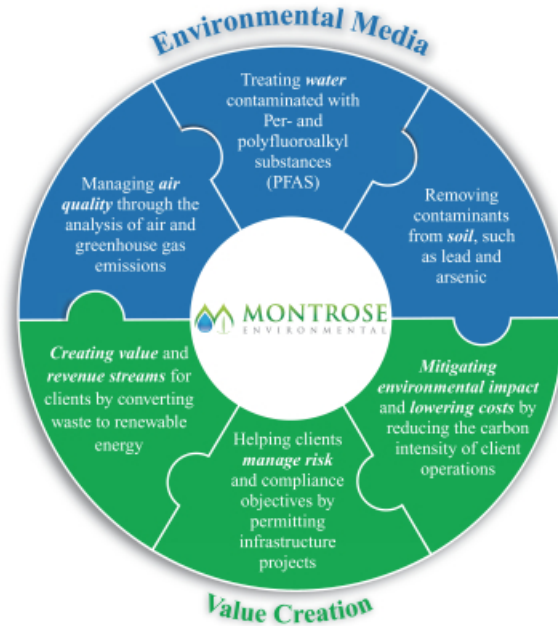 Environmental Media
Treating water
contaminated with
Per- and
polyfluoroalkyl
substances
(PFAS)
Managing air
quality through the
analysis of air and
greenhouse gas
emissions
Removing
contaminants
from soil, such
as lead and
arsenic
MONTROSE
ENVIRONMENTAL
Creating value and
revenue streams for
clients by converting
waste to renewable
energy
Helping clients
manage risk
and compliance
objectives by
permitting
infrastructure
projects
Mitigating
environmental impact
and lowering costs by
reducing the carbon
intensity of client
operations
Value Creation